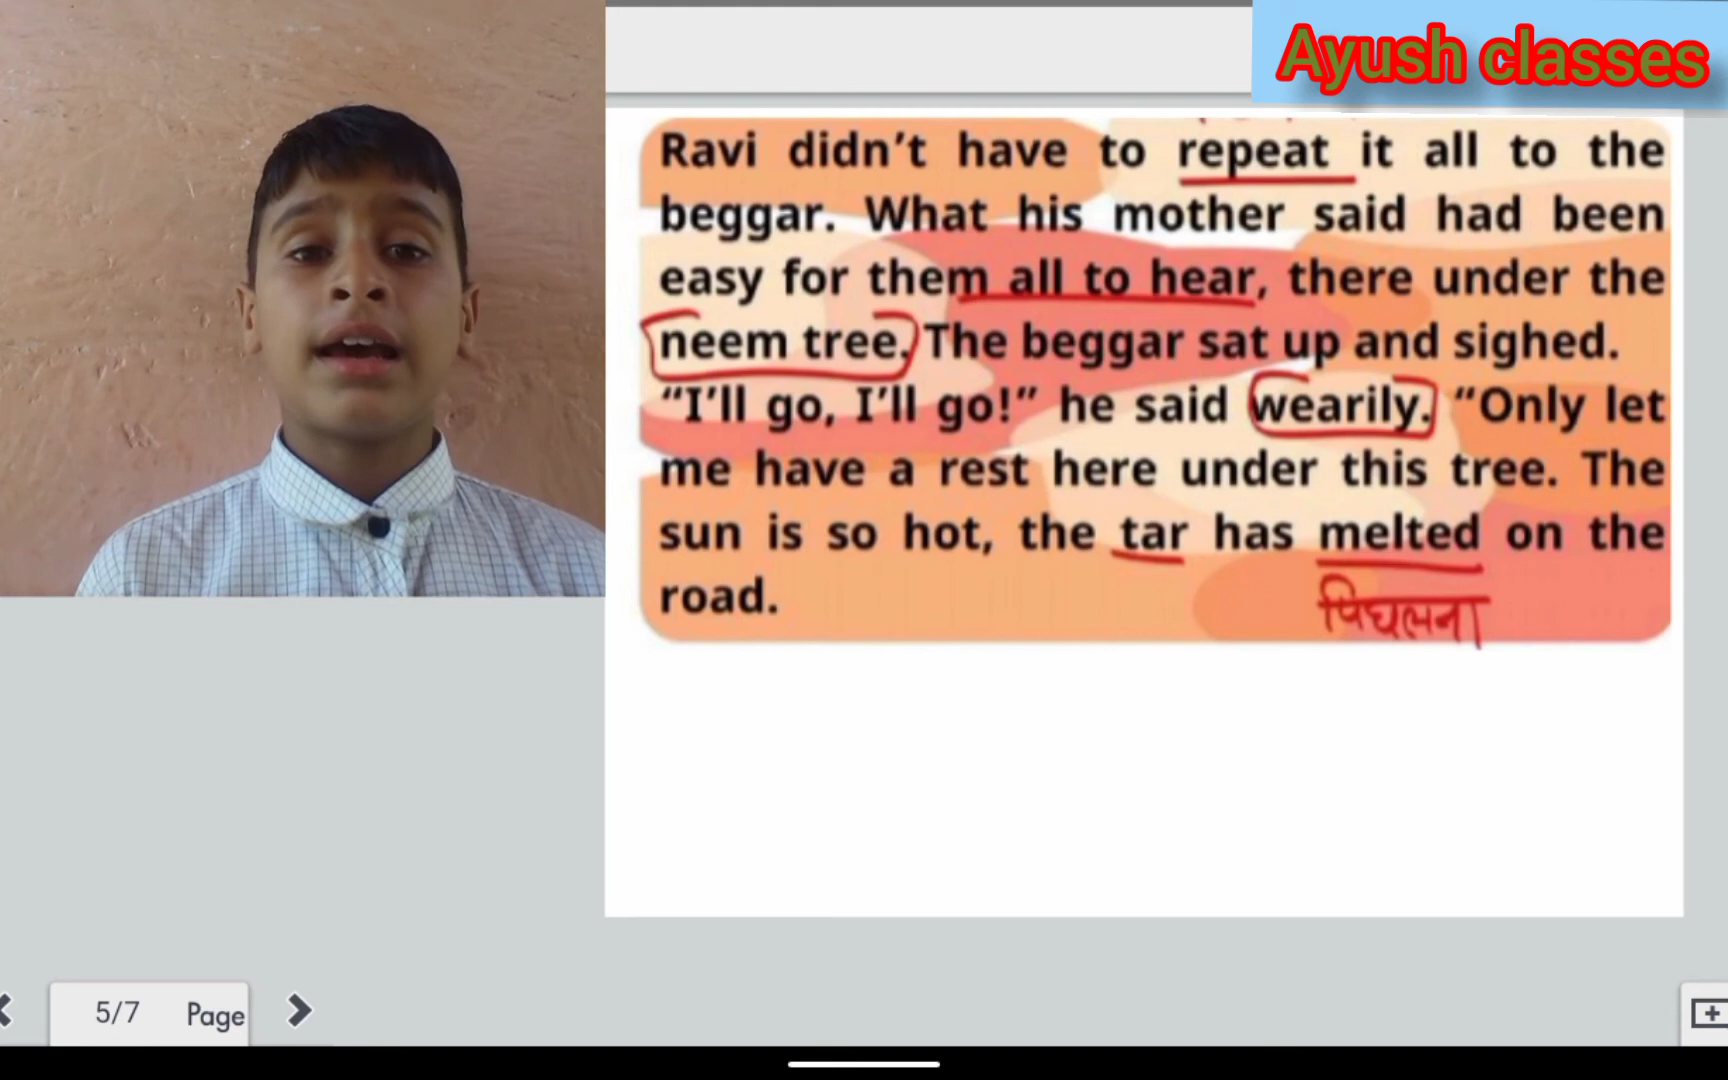 Ayush classes
Ravi didn’t have to repeat it all to the
beggar. What his mother said had been
easy for them all to hear, there under the
neem tree. The beggar sat up and sighed.
“I’ll go, I’ll go!” he said wearily. “Only let
me have a rest here under this tree. The
sun is so hot, the tar has melted on the
road.
पिघलना
5/7 Page